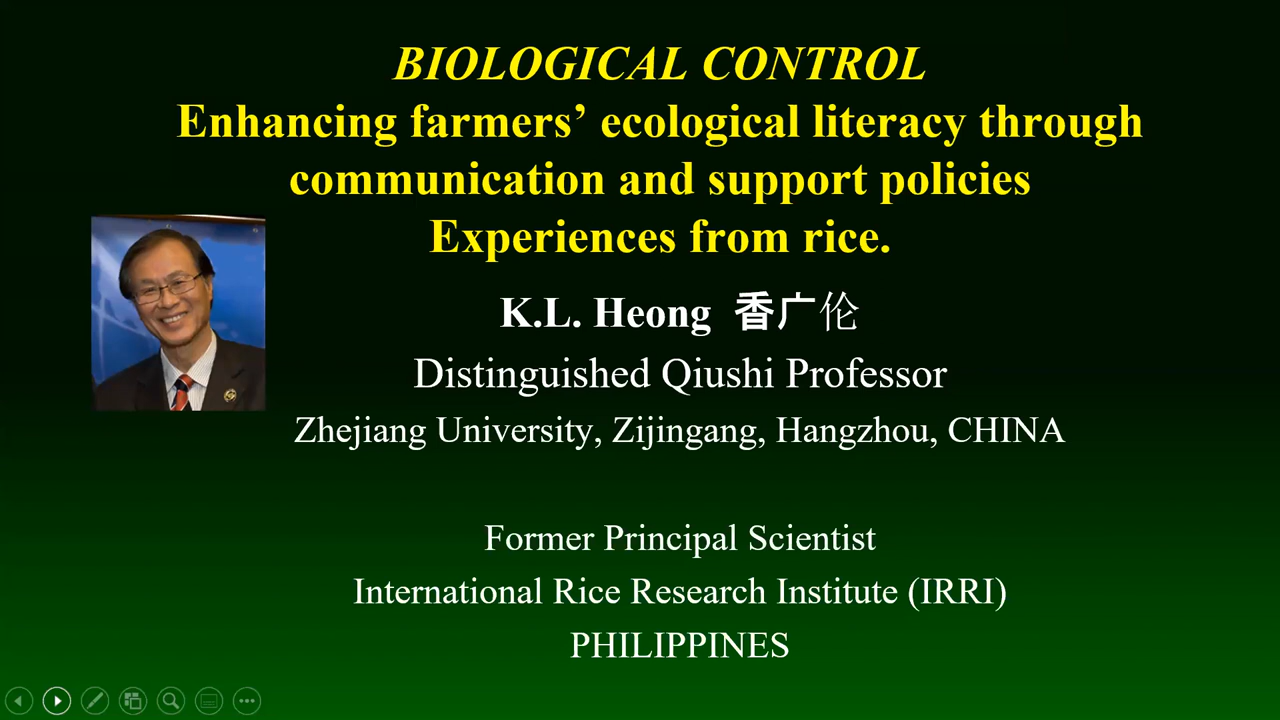 BIOLOGICAL CONTROL
Enhancing farmers’ ecological literacy through
communication and support policies
Experiences from rice.
K.L. Heong 香广伦
Distinguished Qiushi Professor
Zhejiang University, Zijingang, Hangzhou, CHINA
Former Principal Scientist
International Rice Research Institute (IRRI)
PHILIPPINES